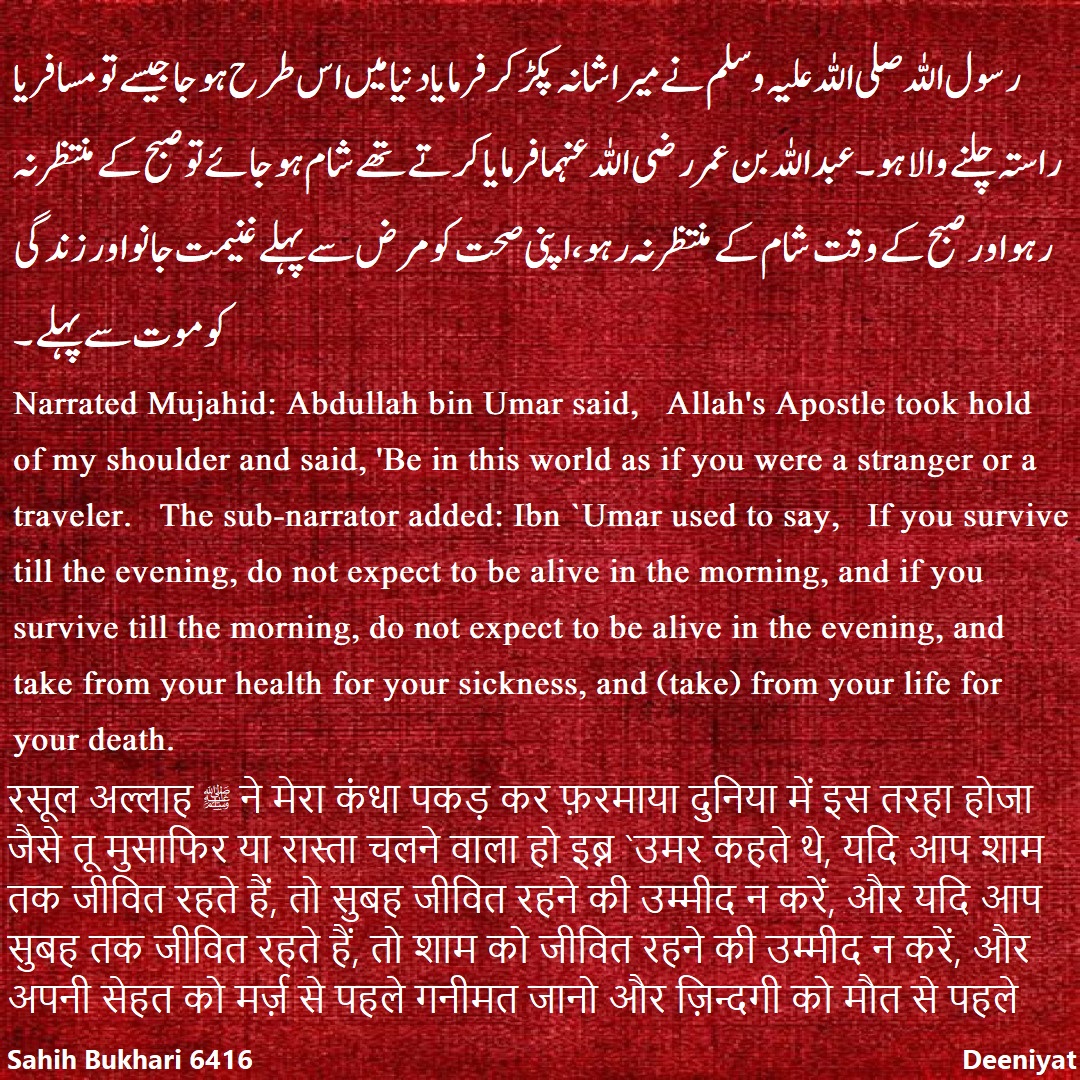 رسول اللہ صلی اللہ علیہ وسلم نے میرا شانہ پکڑ کر فرمایا دنیا میں اس طرح ہو جا جیسے تو مسافر یا
راستہ چلنے والا ہو۔ عبداللہ بن عمر رضی اللہ عنہما فرمایا کرتے تھے شام ہو جائے تو صبح کے منتظر نہ
رہو اور صبح کے وقت شام کے منتظر نہ رہو، اپنی صحت کو مرض سے پہلے غنیمت جانو اور زندگی
کو موت سے پہلے۔
Narrated Mujahid: Abdullah bin Umar said,   Allah's Apostle took hold
of my shoulder and said, 'Be in this world as if you were a stranger or a
traveler.   The sub-narrator added: Ibn `Umar used to say,   If you survive
till the evening, do not expect to be alive in the morning, and if you
survive till the morning, do not expect to be alive in the evening, and
take from your health for your sickness, and (take) from your life for
your death.
रसूल अल्लाह ﷺ ने मेरा कंधा पकड़ कर फ़रमाया दुनिया में इस तरहा होजा
जैसे तू मुसाफिर या रास्ता चलने वाला हो इब्न `उमर कहते थे, यदि आप शाम
तक जीवित रहते हैं, तो सुबह जीवित रहने की उम्मीद न करें, और यदि आप
सुबह तक जीवित रहते हैं, तो शाम को जीवित रहने की उम्मीद न करें, और
अपनी सेहत को मर्ज़ से पहले गनीमत जानो और ज़िन्दगी को मौत से पहले
Sahih Bukhari 6416
Deeniyat